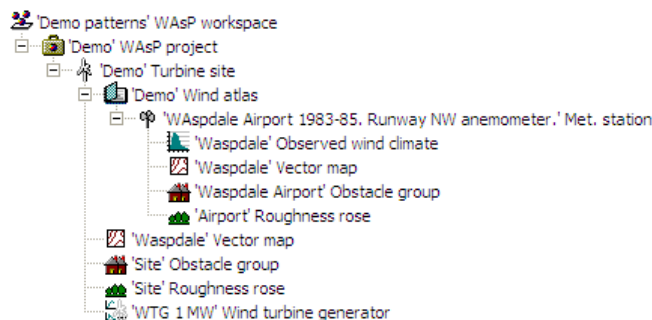 'Demo patterns' WAsP workspace
'Demo' WAsP project
'Demo' Turbine site
'Demo' Wind atlas
'WAspdale Airport 1983-85. Runway NW anemometer.' Met. station
'Waspdale' Observed wind climate
'Waspdale' Vector map
'Waspdale Airport' Obstacle group
'Airport' Roughness rose
'Waspdale' Vector map
'Site' Obstacle group
'Site' Roughness rose
'WTG 1 MW' Wind turbine generator